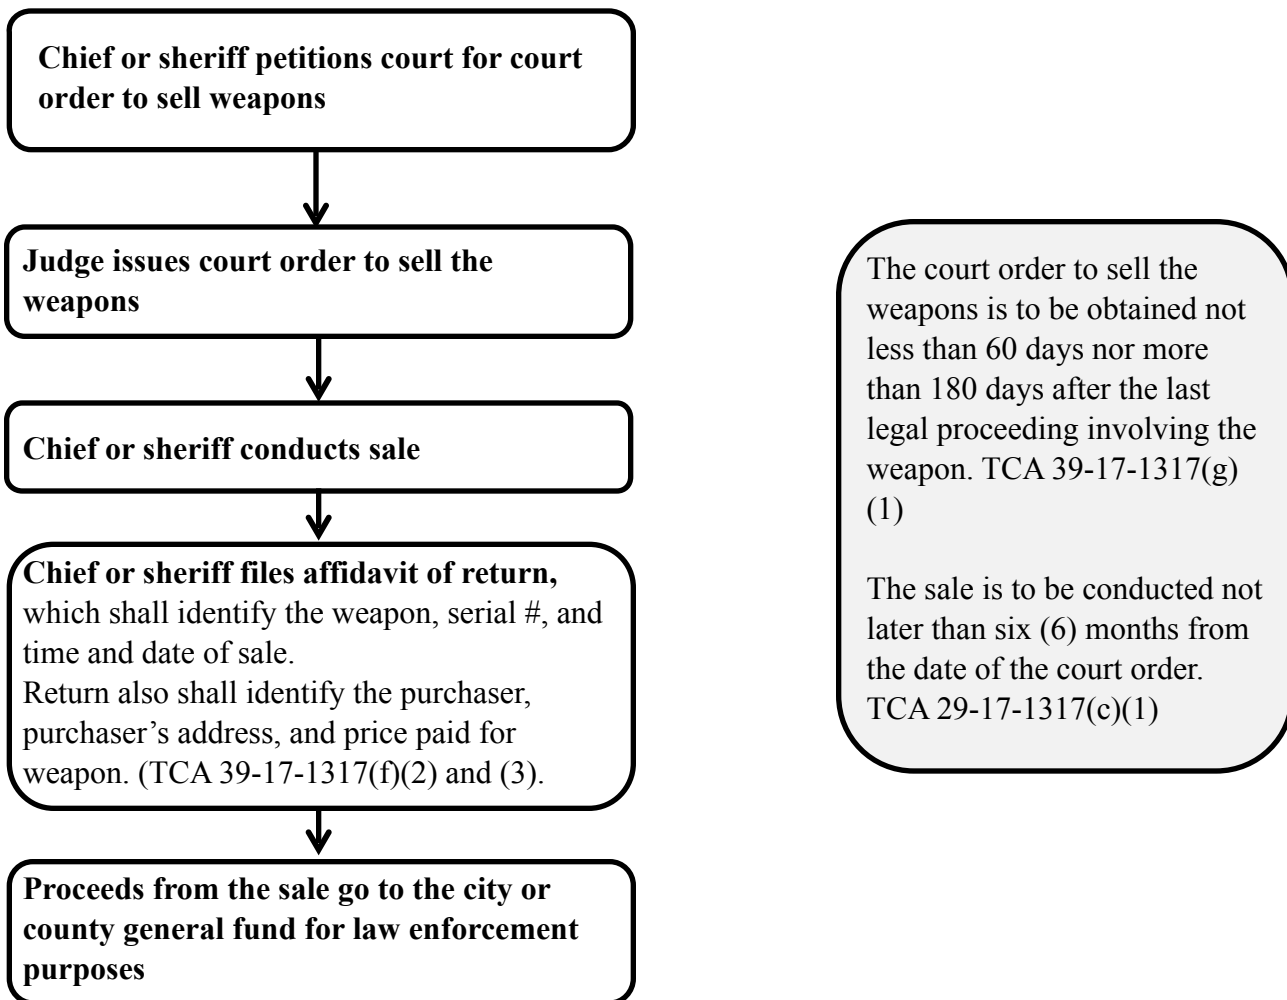 Chief or sheriff petitions court for court
order to sell weapons
Judge issues court order to sell the
weapons
Chief or sheriff conducts sale
Chief or sheriff files affidavit of return,
which shall identify the weapon, serial #, and
time and date of sale.
Return also shall identify the purchaser,
purchaser’s address, and price paid for
weapon. (TCA 39-17-1317(f)(2) and (3).
Proceeds from the sale go to the city or
county general fund for law enforcement
purposes
The court order to sell the
weapons is to be obtained not
less than 60 days nor more
than 180 days after the last
legal proceeding involving the
weapon. TCA 39-17-1317(g)
(1)
The sale is to be conducted not
later than six (6) months from
the date of the court order.
TCA 29-17-1317(c)(1)